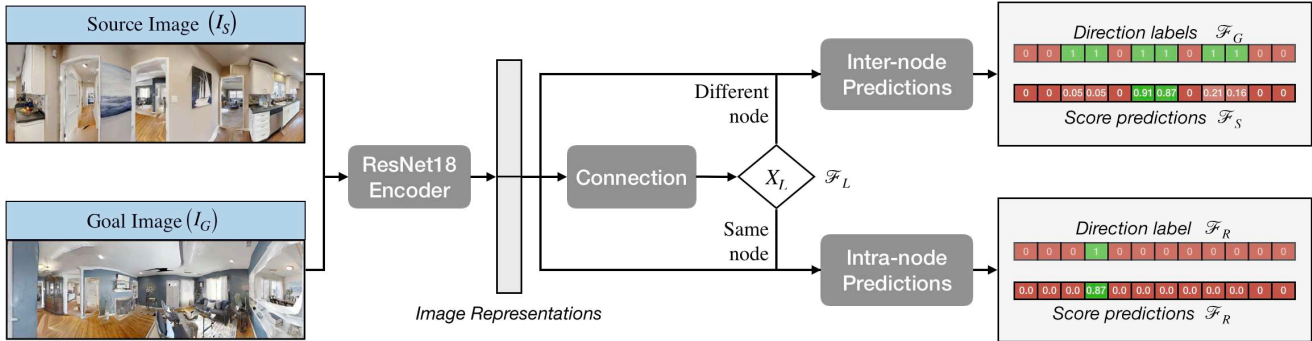 Source Image (I_S)
Goal Image (I_G)
ResNet18
Encoder
Image Representations
Connection
Different
node
X_L
ℱ_L
Same
node
Inter-node
Predictions
Intra-node
Predictions
Direction labels ℱ_G
0 0 1 1 0 1 1 0 1 1 0 0
0 0 0.05 0.05 0 0.91 0.87 0 0.21 0.16 0 0
Score predictions ℱ_S
Direction label ℱ_R
0 0 0 1 0 0 0 0 0 0 0 0
0.0 0.0 0.0 0.87 0.0 0.0 0.0 0.0 0.0 0.0 0 0
Score predictions ℱ_R